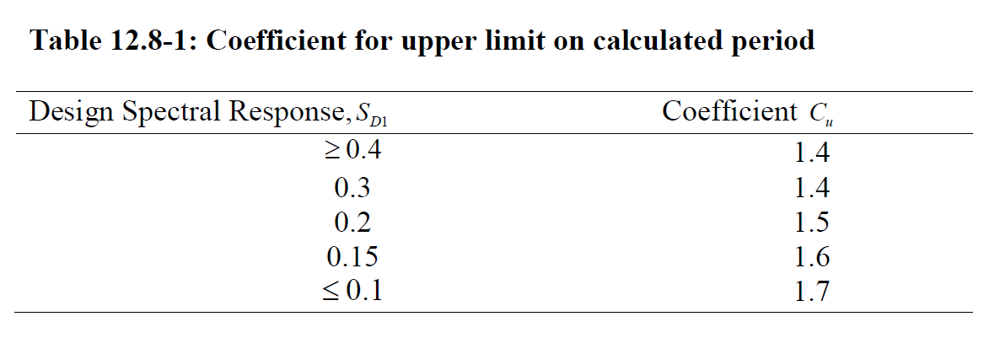 Table 12.8-1: Coefficient for upper limit on calculated period
Design Spectral Response, S_{D1} Coefficient C_u
≥ 0.4 1.4
0.3 1.4
0.2 1.5
0.15 1.6
≤ 0.1 1.7